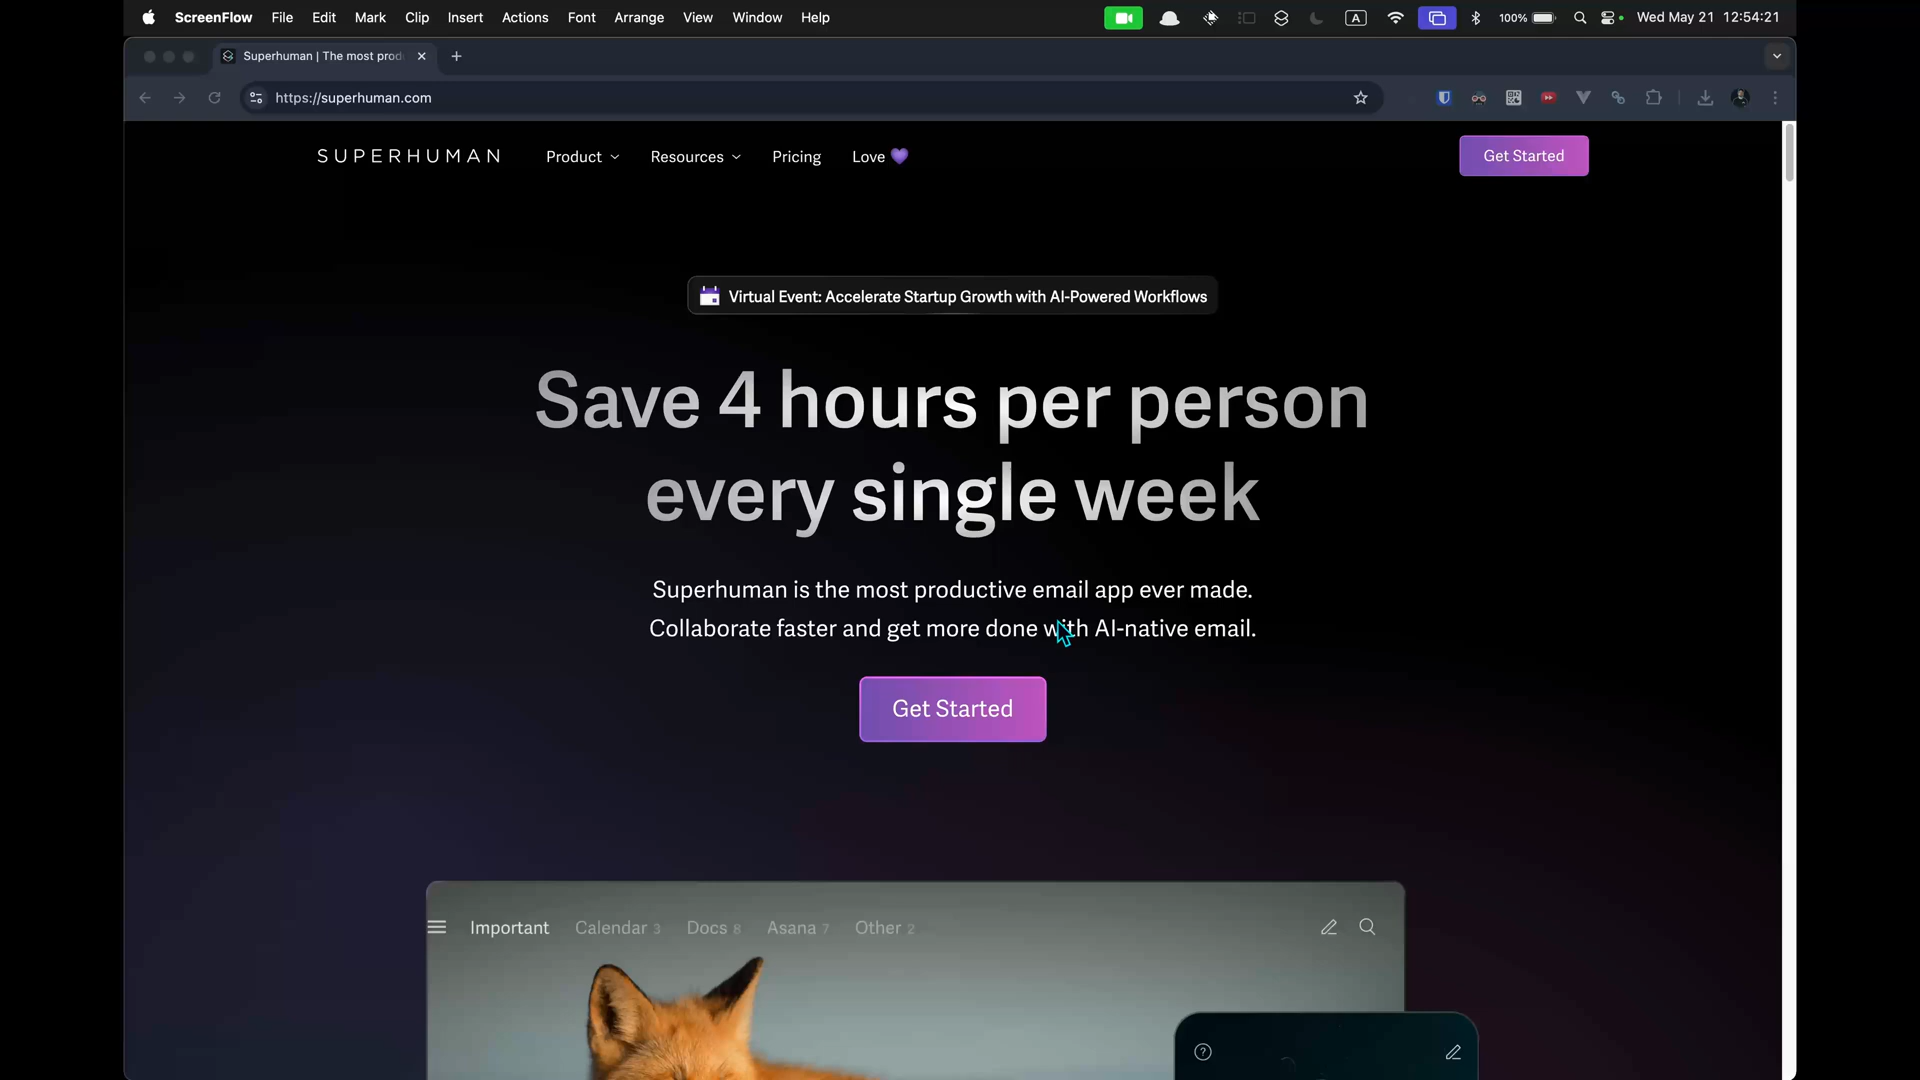 ScreenFlow File Edit Mark Clip Insert Actions Font Arrange View Window Help A 100% Wed May 21 12:54:21
Superhuman | The most prod
https://superhuman.com
SUPERHUMAN Product Resources Pricing Love 💜 Get Started
Virtual Event: Accelerate Startup Growth with AI-Powered Workflows
Save 4 hours per person
every single week
Superhuman is the most productive email app ever made.
Collaborate faster and get more done with AI-native email.
Get Started
Important Calendar 3 Docs 8 Asana 7 Other 2